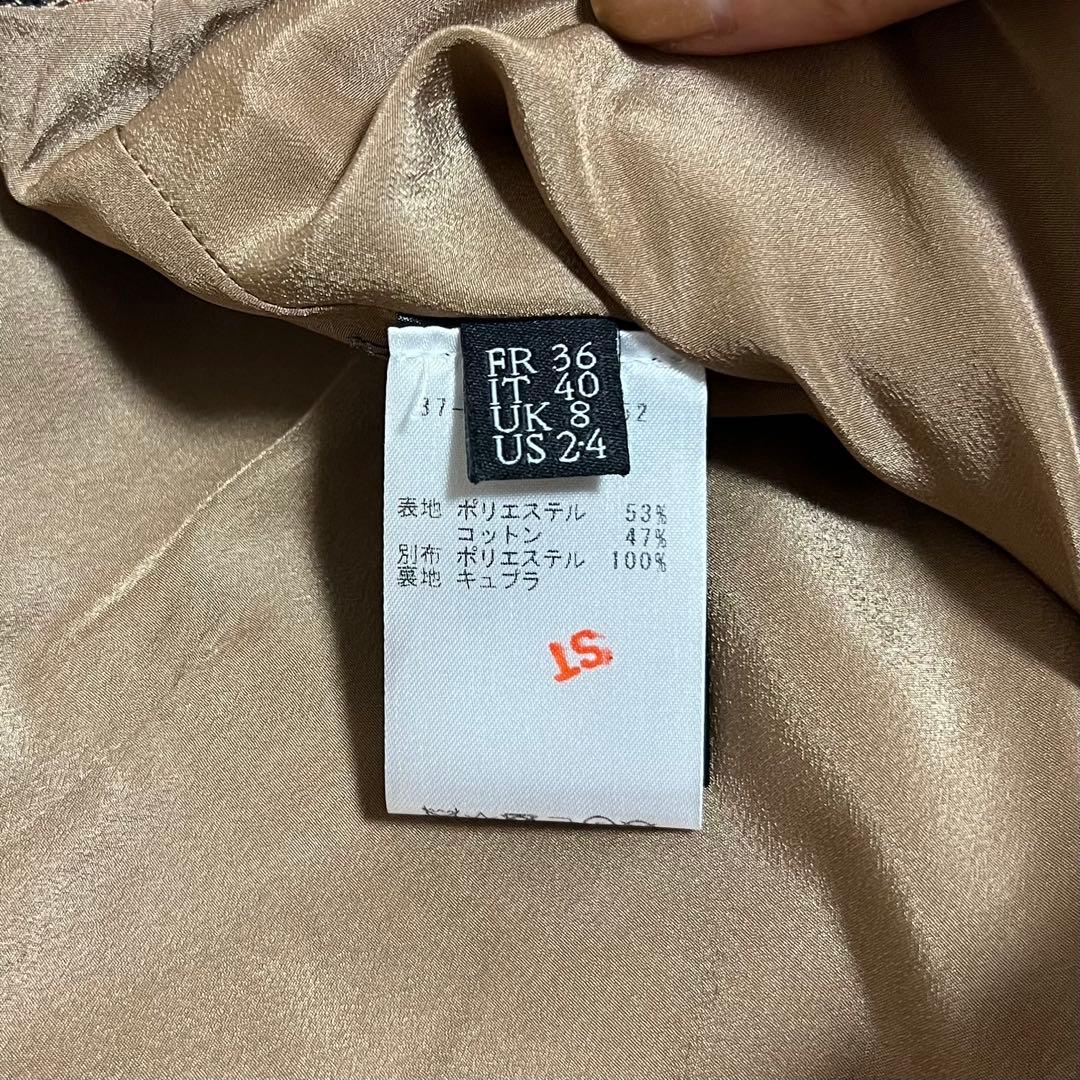 FR 36
IT 40
UK 8
US 2-4
37-
52
表地 ポリエステル 53%
コットン 47%
別布 ポリエステル 100%
裏地 キュプラ
ST